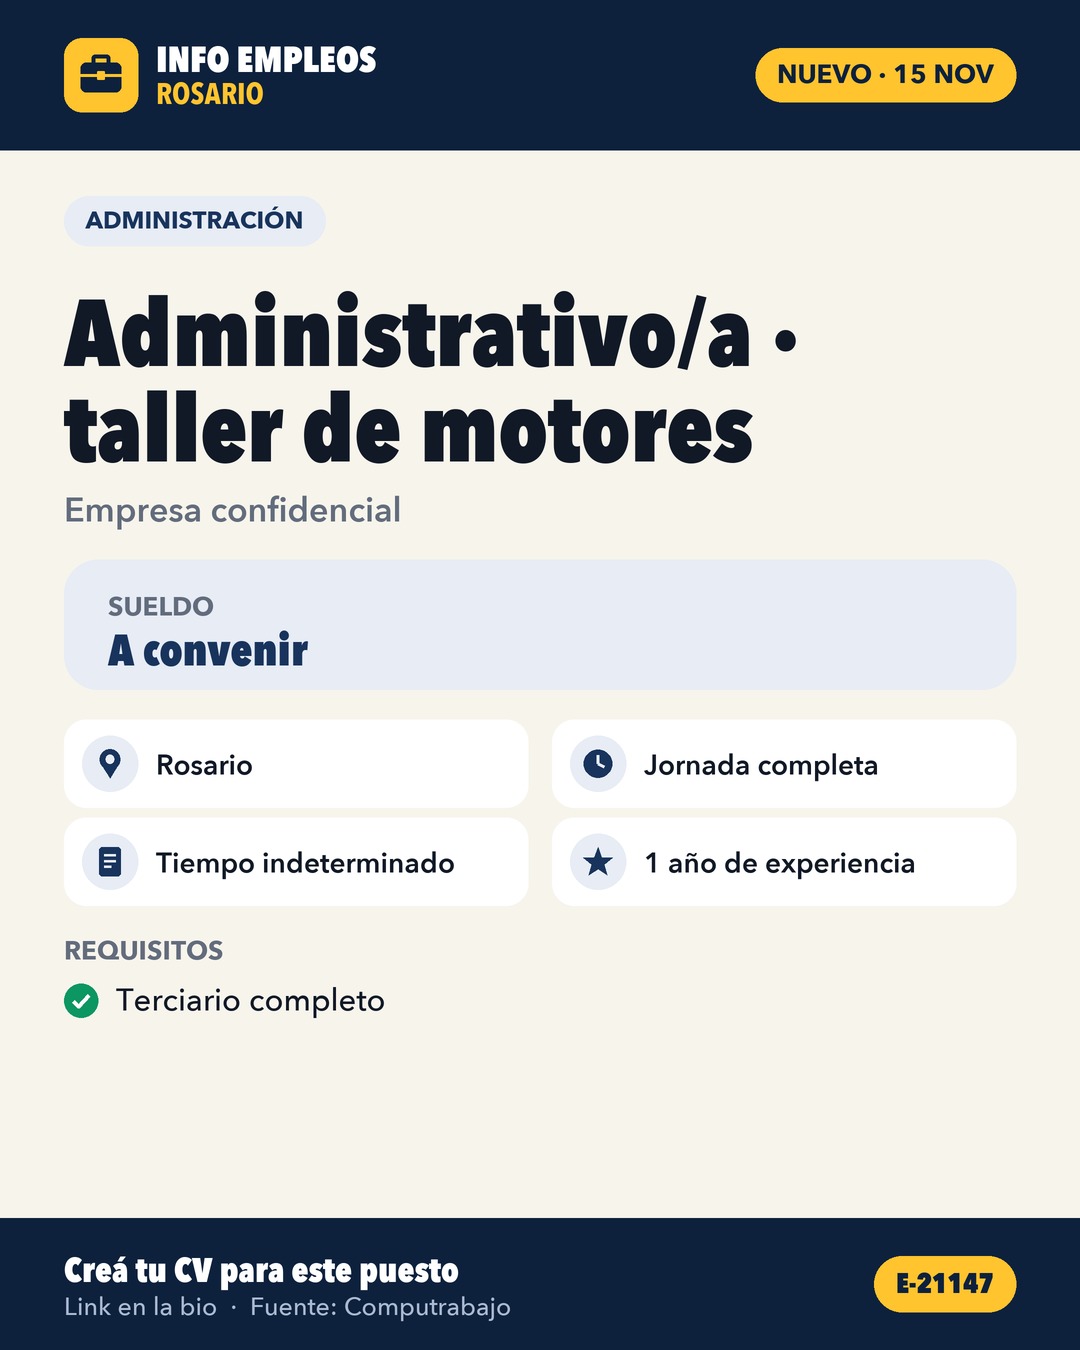 INFO EMPLEOS
ROSARIO
NUEVO · 15 NOV
ADMINISTRACIÓN
Administrativo/a ·
taller de motores
Empresa confidencial
SUELDO
A convenir
Rosario
Jornada completa
Tiempo indeterminado
1 año de experiencia
REQUISITOS
Terciario completo
Creá tu CV para este puesto
Link en la bio · Fuente: Computrabajo
E-21147